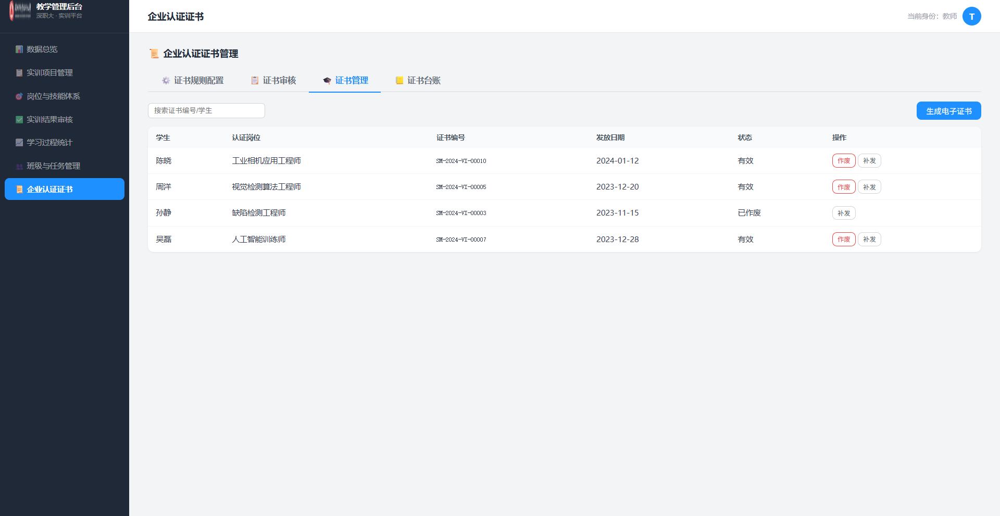 教学管理后台
深职大 · 实训平台
数据总览
实训项目管理
岗位与技能体系
实训结果审核
学习过程统计
班级与任务管理
企业认证证书
企业认证证书
当前身份：教师
T
企业认证证书管理
证书规则配置 证书审核 证书管理 证书台账
搜索证书编号/学生
生成电子证书
学生 认证岗位 证书编号 发放日期 状态 操作
陈晓 工业相机应用工程师 SM-2024-VI-00010 2024-01-12 有效 作废 补发
周洋 视觉检测算法工程师 SM-2024-VI-00005 2023-12-20 有效 作废 补发
孙静 缺陷检测工程师 SM-2024-VI-00003 2023-11-15 已作废 补发
吴磊 人工智能训练师 SM-2024-VI-00007 2023-12-28 有效 作废 补发